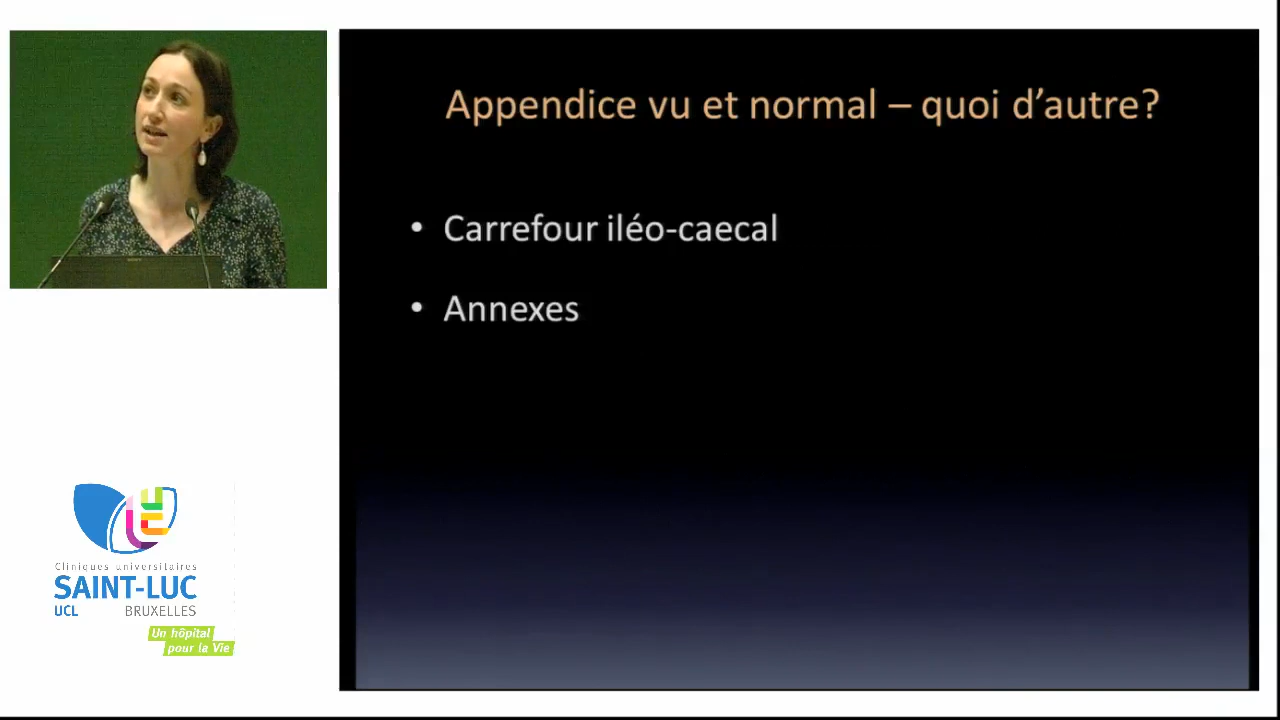 Appendice vu et normal – quoi d'autre?
• Carrefour iléo-caecal
• Annexes
Cliniques universitaires
SAINT-LUC
UCL BRUXELLES
Un hôpital
pour la Vie